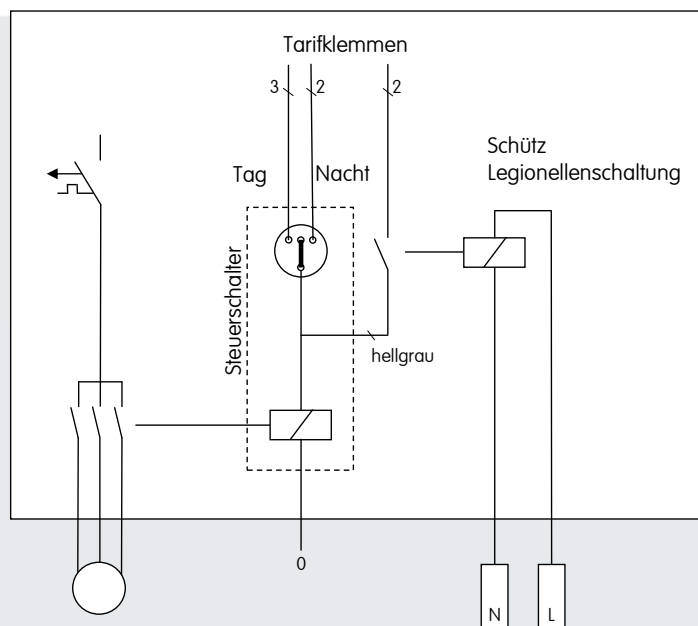 Tarifklemmen
3 2 2
Schütz
Legionellenschaltung
Tag Nacht
Steuerschalter
hellgrau
0
N L